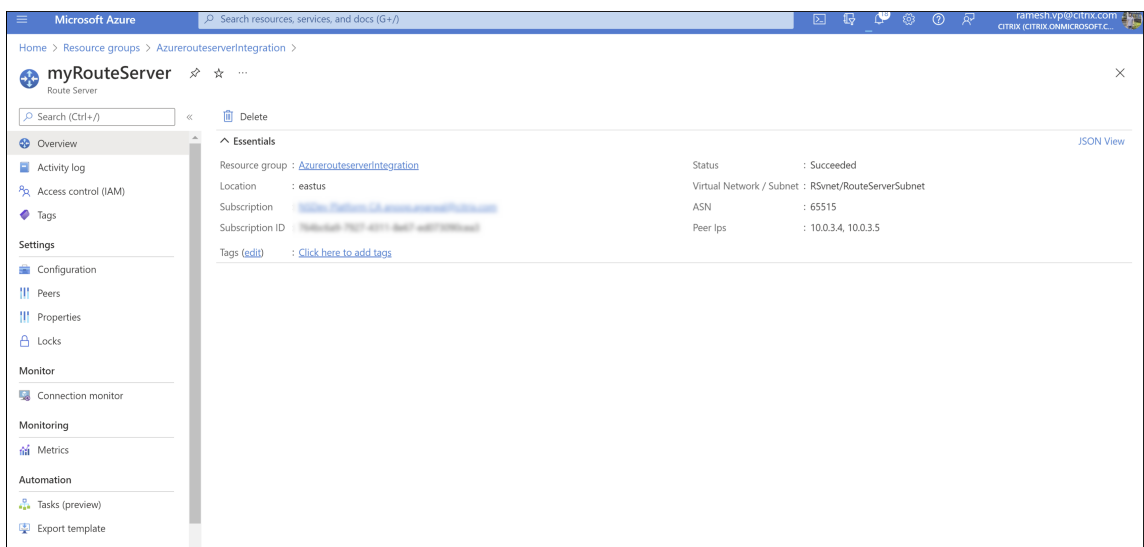 Microsoft Azure
Search resources, services, and docs (G+/)
18
ramesh.vp@citrix.com
CITRIX (CITRIX.ONMICROSOFT.C...
Home > Resource groups > AzurerouteserverIntegration >
myRouteServer
Route Server
Search (Ctrl+/)
Delete
Overview
Activity log
Access control (IAM)
Tags
Settings
Configuration
Peers
Properties
Locks
Monitor
Connection monitor
Monitoring
Metrics
Automation
Tasks (preview)
Export template
Essentials
JSON View
Resource group : AzurerouteserverIntegration
Location : eastus
Subscription :
Subscription ID :
Tags (edit) : Click here to add tags
Status : Succeeded
Virtual Network / Subnet : RSvnet/RouteServerSubnet
ASN : 65515
Peer Ips : 10.0.3.4, 10.0.3.5